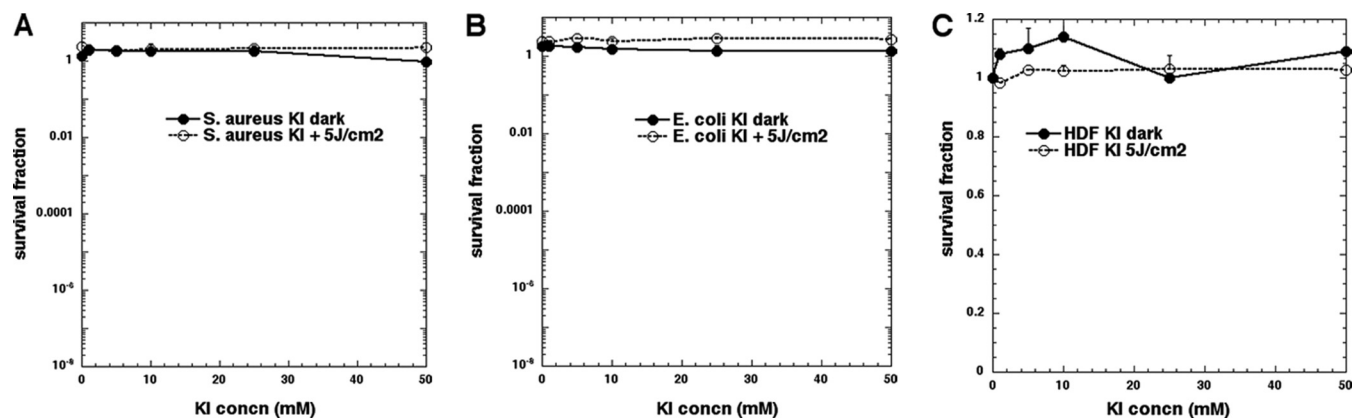 A
survival fraction
1
0.01
0.0001
10-6
10-8
S. aureus KI dark
S. aureus KI + 5J/cm2
0 10 20 30 40 50
KI concn (mM)
B
survival fraction
1
0.01
0.0001
10-6
10-8
E. coli KI dark
E. coli KI + 5J/cm2
0 10 20 30 40 50
KI concn (mM)
C
survival fraction
1.2
1
0.8
0.6
0.4
0.2
0
HDF KI dark
HDF KI 5J/cm2
0 10 20 30 40 50
KI concn (mM)